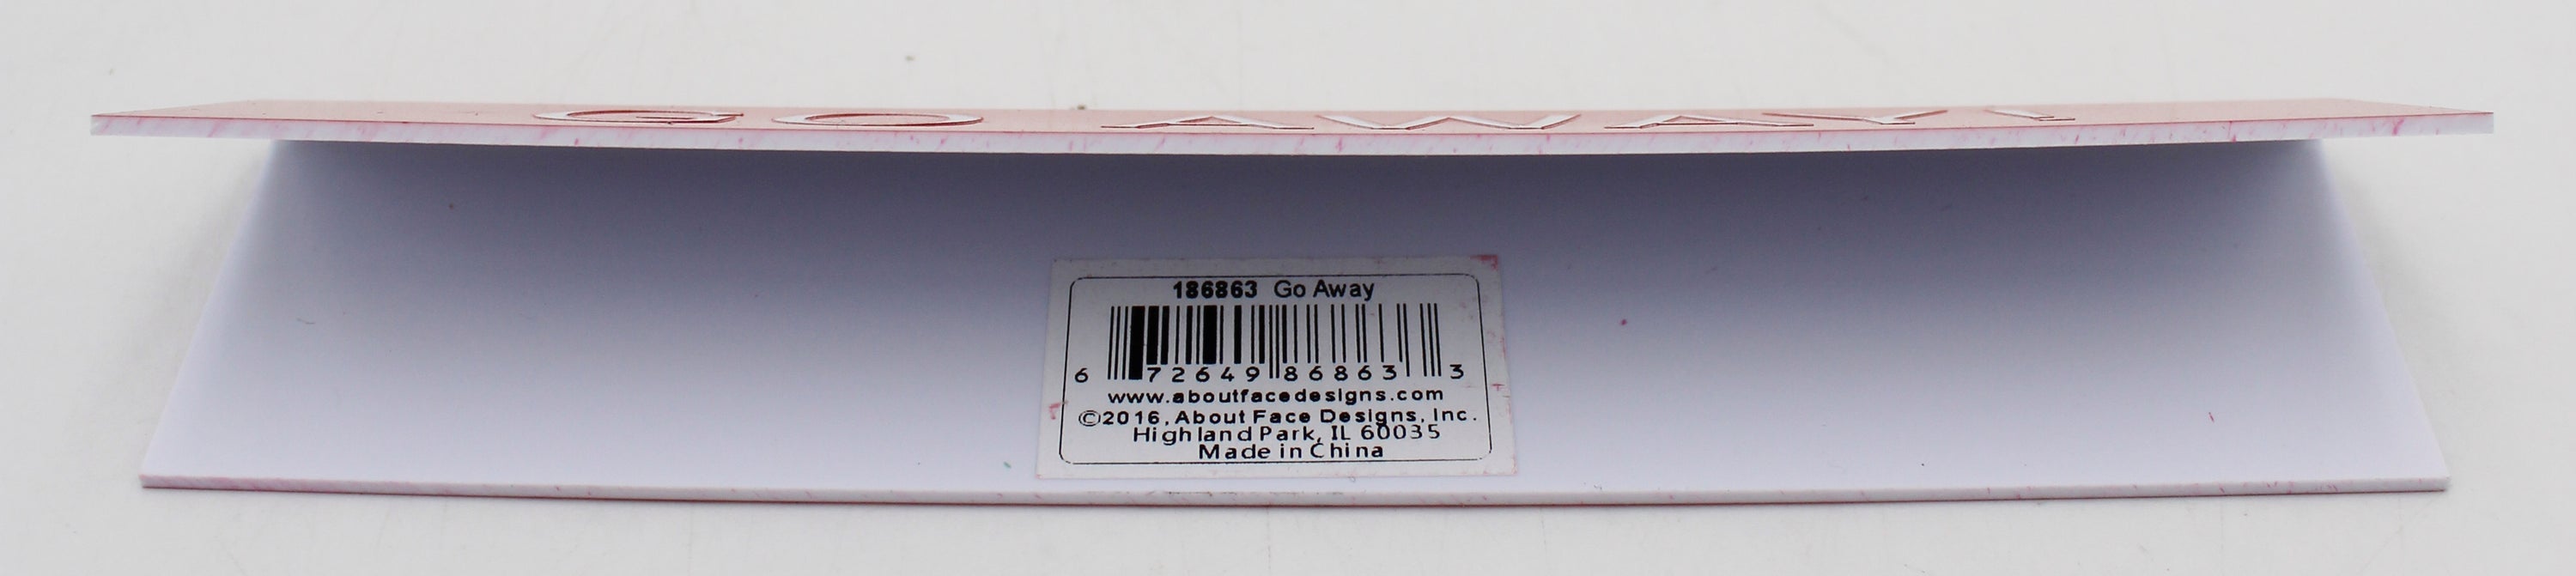 GO AWAY!
186863 Go Away
6 72649 86863 3
www.aboutfacedesigns.com
©2016, About Face Designs, Inc.
Highland Park, IL 60035
Made in China